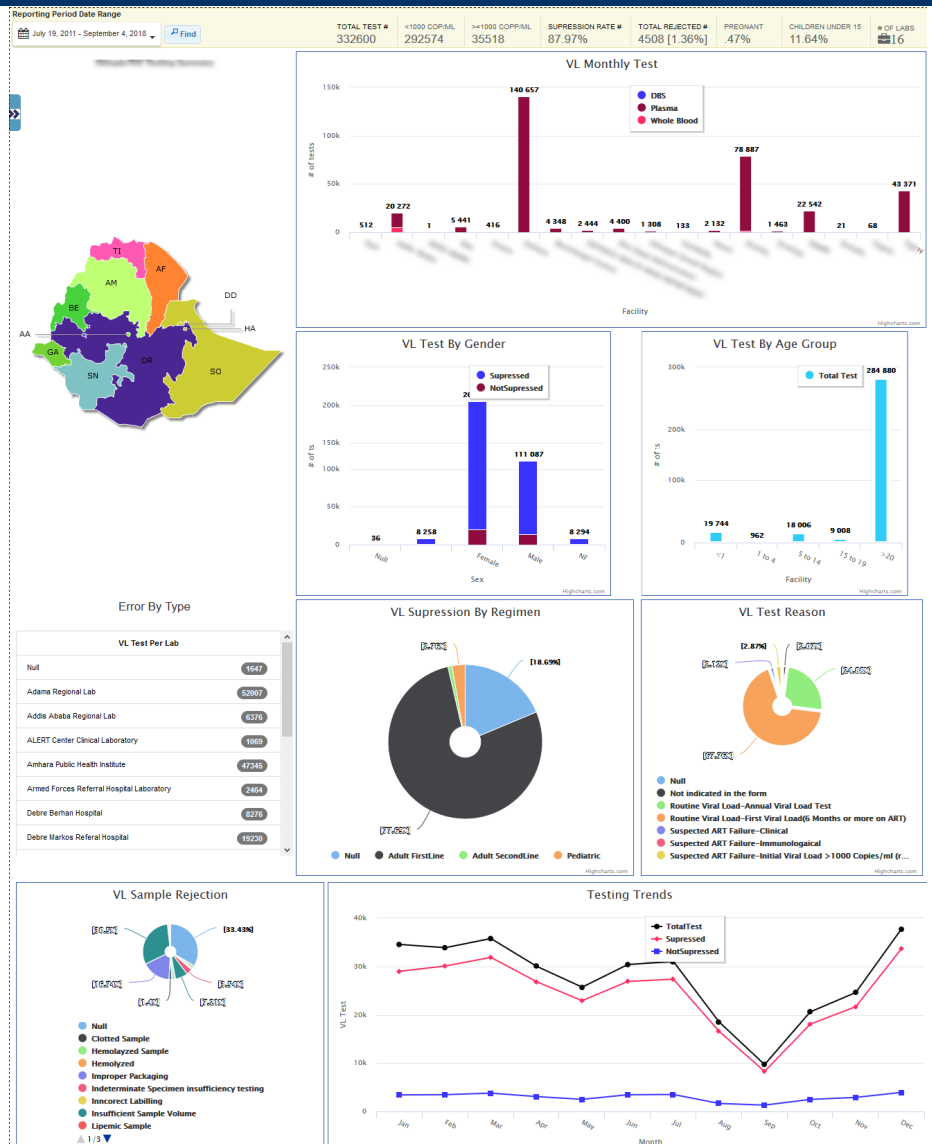 Reporting Period Date Range
July 19, 2011 - September 4, 2018
Find
TOTAL TEST #
332600
<1000 COP/ML
292574
>=1000 COPP/ML
35518
SUPRESSION RATE #
87.97%
TOTAL REJECTED #
4508 [1.36%]
PREGNANT
.47%
CHILDREN UNDER 15
11.64%
# OF LABS
16
TI
AF
AM
DD
BE
HA
AA
GA
OR
SN
SO
VL Monthly Test
DBS
Plasma
Whole Blood
# of tests
150k
100k
50k
0
512
20 272
1
5 441
416
140 657
4 348
2 444
4 400
1 308
133
2 132
78 887
1 463
22 542
21
68
43 371
Facility
Highcharts.com
VL Test By Gender
Supressed
NotSupressed
250k
200k
150k
100k
50k
0
36
8 258
111 087
8 294
Null
Female
Male
NF
Sex
Highcharts.com
VL Test By Age Group
Total Test
300k
200k
100k
0
19 744
962
18 006
9 008
284 880
<1
1 to 4
5 to 14
15 to 19
>20
Facility
Highcharts.com
Error By Type
VL Test Per Lab
Null 1647
Adama Regional Lab 52007
Addis Ababa Regional Lab 6376
ALERT Center Clinical Laboratory 1069
Amhara Public Health Institute 47345
Armed Forces Referral Hospital Laboratory 2464
Debre Berhan Hospital 8276
Debre Markos Referal Hospital 19230
VL Supression By Regimen
[18.69%]
Null
Adult FirstLine
Adult SecondLine
Pediatric
Highcharts.com
VL Test Reason
[2.87%]
Null
Not indicated in the form
Routine Viral Load-Annual Viral Load Test
Routine Viral Load-First Viral Load(6 Months or more on ART)
Suspected ART Failure-Clinical
Suspected ART Failure-Immunologaical
Suspected ART Failure-Initial Viral Load >1000 Copies/ml (r...
Highcharts.com
VL Sample Rejection
[33.43%]
Null
Clotted Sample
Hemolayzed Sample
Hemolyzed
Improper Packaging
Indeterminate Specimen insufficiency testing
Inncorect Labilling
Insufficient Sample Volume
Lipemic Sample
1/3
Testing Trends
TotalTest
Supressed
NotSupressed
VL Test
40k
30k
20k
10k
0
Jan
Feb
Mar
Apr
May
Jun
Jul
Aug
Sep
Oct
Nov
Dec
Month